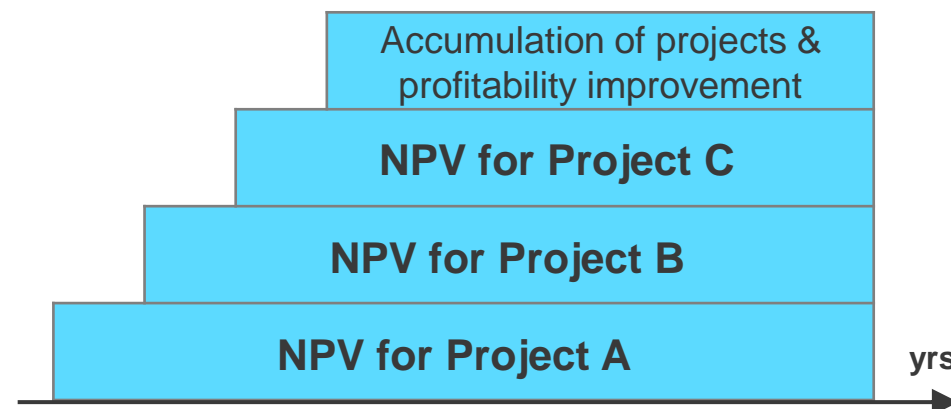 Accumulation of projects &
profitability improvement
NPV for Project C
NPV for Project B
NPV for Project A
yrs